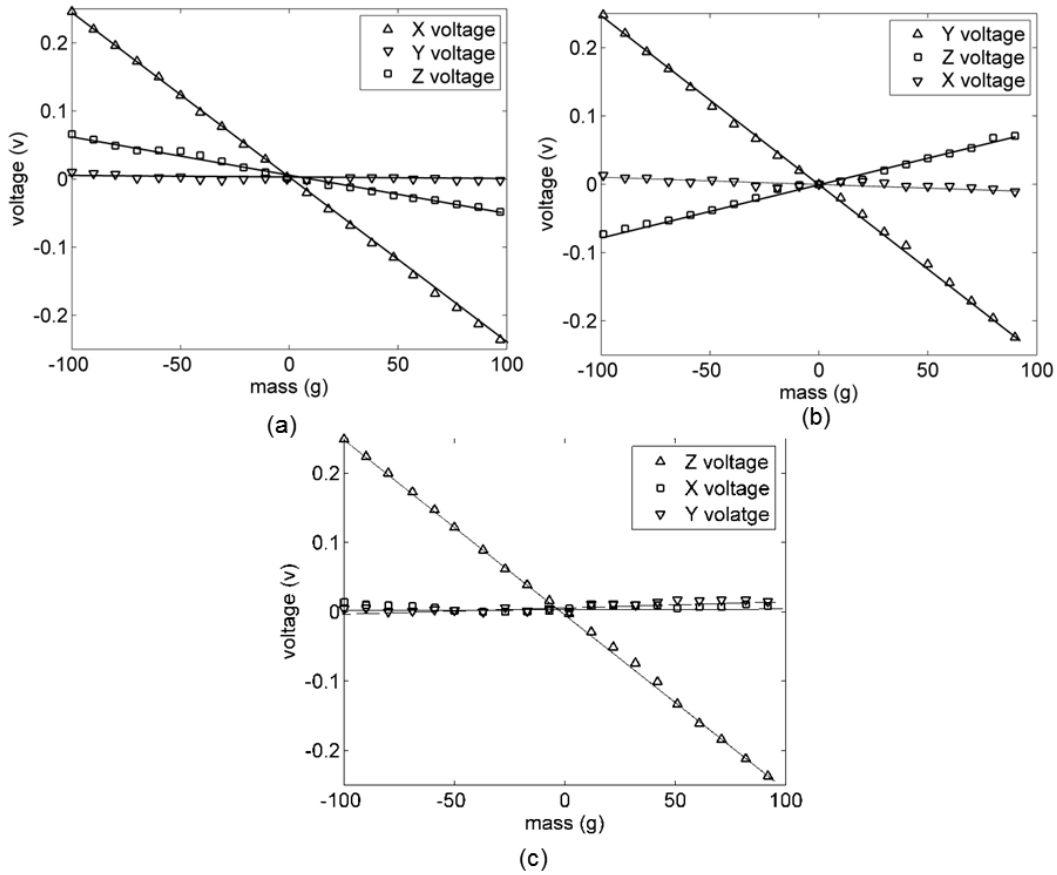 X voltage
Y voltage
Z voltage
0.2
0.1
0
-0.1
-0.2
voltage (v)
-100
-50
0
50
100
mass (g)
(a)
Y voltage
Z voltage
X voltage
0.2
0.1
0
-0.1
-0.2
voltage (v)
-100
-50
0
50
100
mass (g)
(b)
Z voltage
X voltage
Y volatge
0.2
0.1
0
-0.1
-0.2
voltage (v)
-100
-50
0
50
100
mass (g)
(c)